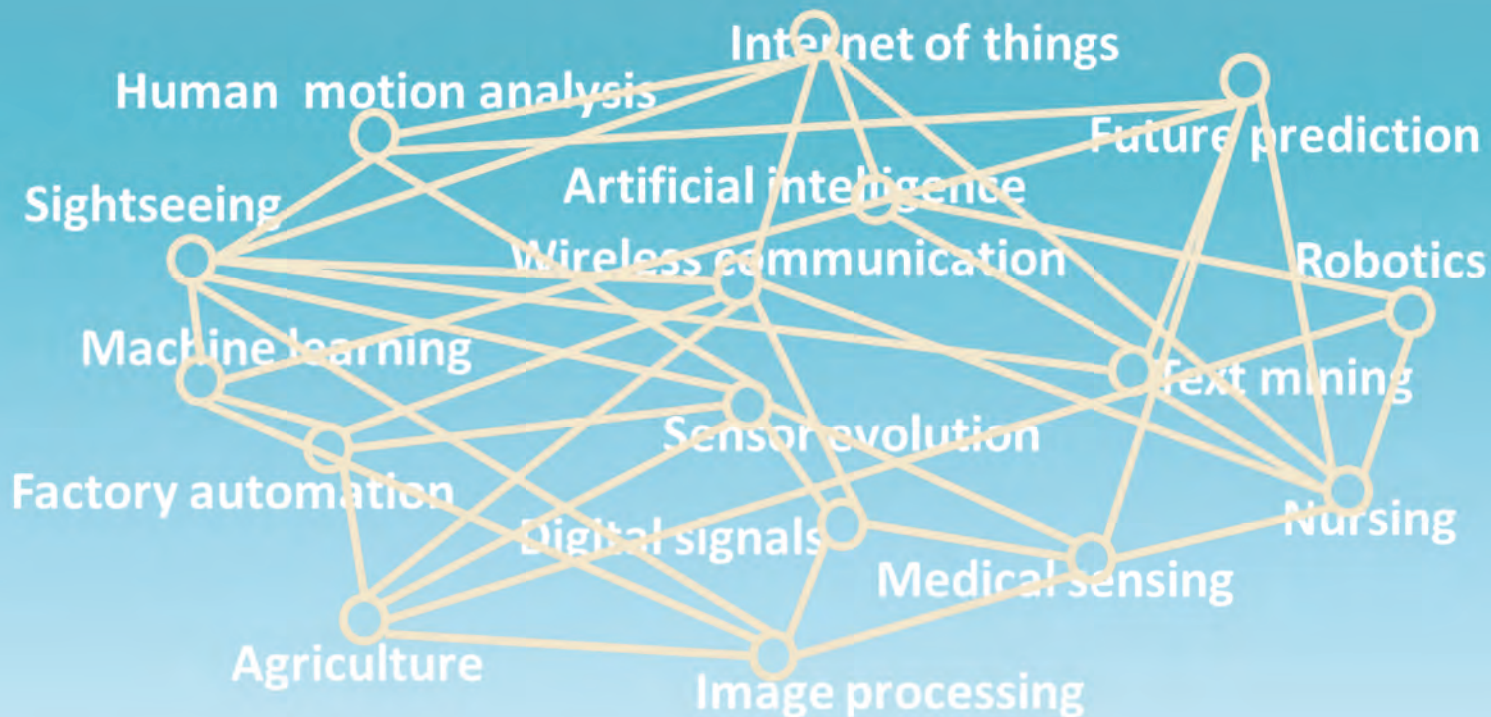 Internet of things
Human motion analysis
Future prediction
Artificial intelligence
Sightseeing
Wireless communication
Robotics
Machine learning
Text mining
Sensor evolution
Factory automation
Digital signals
Nursing
Medical sensing
Agriculture
Image processing